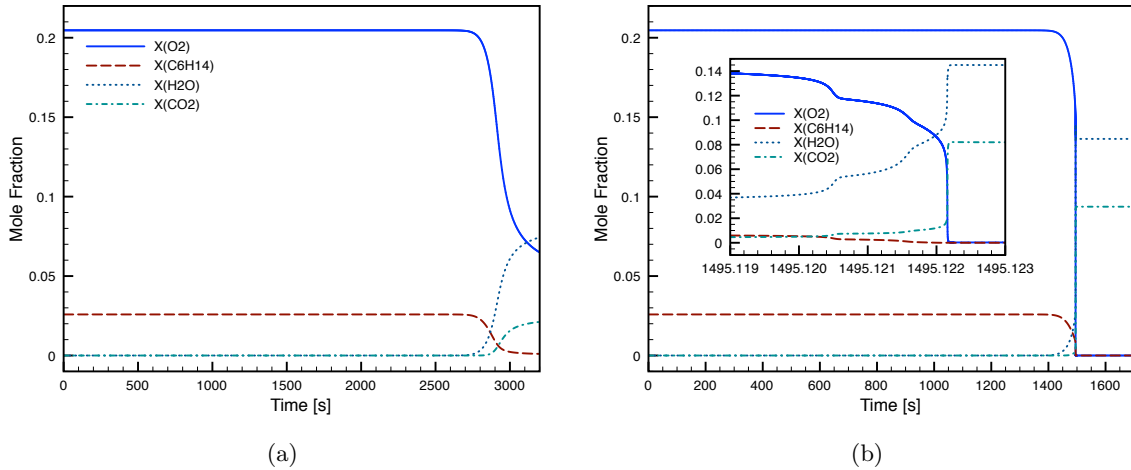 Mole Fraction
0.2
0.15
0.1
0.05
0
X(O2)
X(C6H14)
X(H2O)
X(CO2)
0 500 1000 1500 2000 2500 3000
Time [s]
(a)
Mole Fraction
0.2
0.15
0.1
0.05
0
0.14
0.12
0.1
0.08
0.06
0.04
0.02
0
X(O2)
X(C6H14)
X(H2O)
X(CO2)
1495.119 1495.120 1495.121 1495.122 1495.123
0 200 400 600 800 1000 1200 1400 1600
Time [s]
(b)